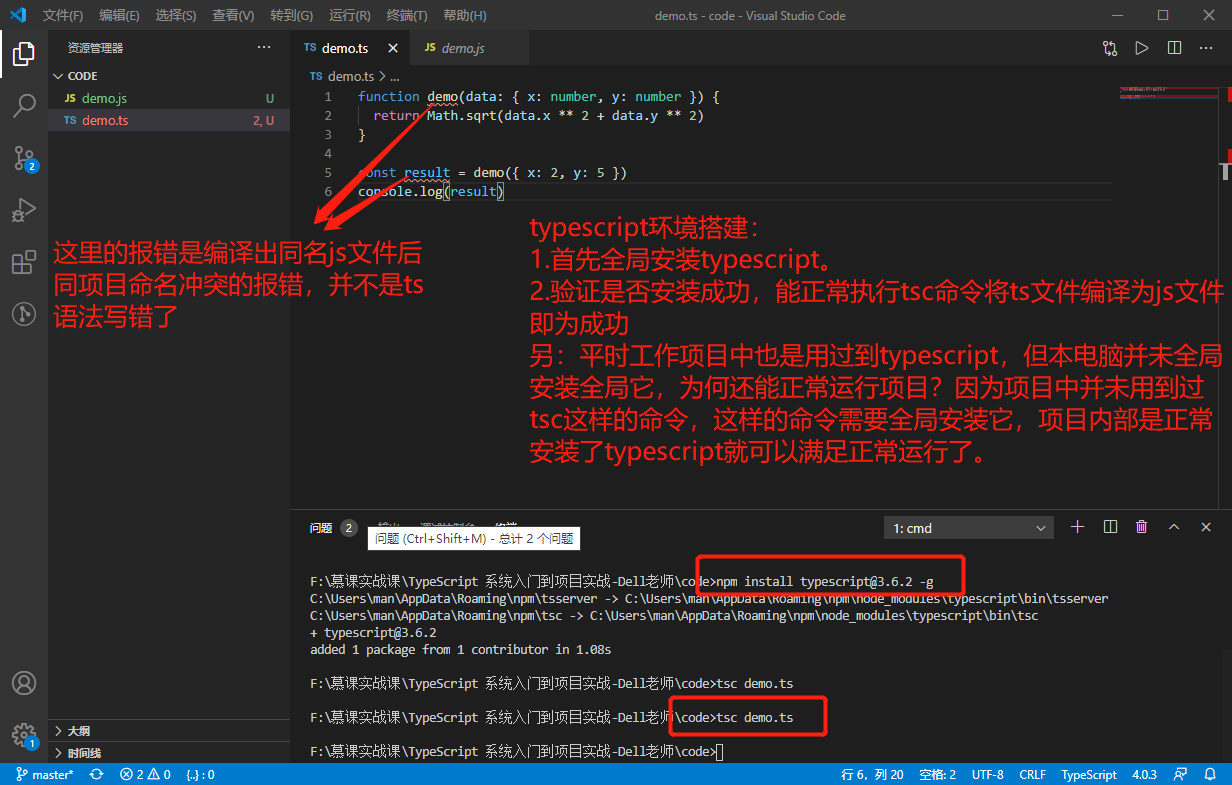 文件(F) 编辑(E) 选择(S) 查看(V) 转到(G) 运行(R) 终端(T) 帮助(H) demo.ts - code - Visual Studio Code
资源管理器
CODE
JS demo.js U
TS demo.ts 2, U
TS demo.ts JS demo.js
TS demo.ts > ...
1 function demo(data: { x: number, y: number }) {
2 return Math.sqrt(data.x ** 2 + data.y ** 2)
3 }
4
5 const result = demo({ x: 2, y: 5 })
6 console.log(result)
这里的报错是编译出同名js文件后
同项目命名冲突的报错，并不是ts
语法写错了
typescript环境搭建：
1.首先全局安装typescript。
2.验证是否安装成功，能正常执行tsc命令将ts文件编译为js文件
即为成功
另：平时工作项目中也是用过到typescript，但本电脑并未全局
安装全局它，为何还能正常运行项目？因为项目中并未用到过
tsc这样的命令，这样的命令需要全局安装它，项目内部是正常
安装了typescript就可以满足正常运行了。
问题 2
问题 (Ctrl+Shift+M) - 总计 2 个问题
1: cmd
F:\慕课实战课\TypeScript 系统入门到项目实战-Dell老师\code>npm install typescript@3.6.2 -g
C:\Users\man\AppData\Roaming\npm\tsserver -> C:\Users\man\AppData\Roaming\npm\node_modules\typescript\bin\tsserver
C:\Users\man\AppData\Roaming\npm\tsc -> C:\Users\man\AppData\Roaming\npm\node_modules\typescript\bin\tsc
+ typescript@3.6.2
added 1 package from 1 contributor in 1.08s
F:\慕课实战课\TypeScript 系统入门到项目实战-Dell老师\code>tsc demo.ts
F:\慕课实战课\TypeScript 系统入门到项目实战-Dell老师\code>tsc demo.ts
F:\慕课实战课\TypeScript 系统入门到项目实战-Dell老师\code>
2
1
大纲
时间线
master* 2 0 {..} : 0 行 6，列 20 空格: 2 UTF-8 CRLF TypeScript 4.0.3